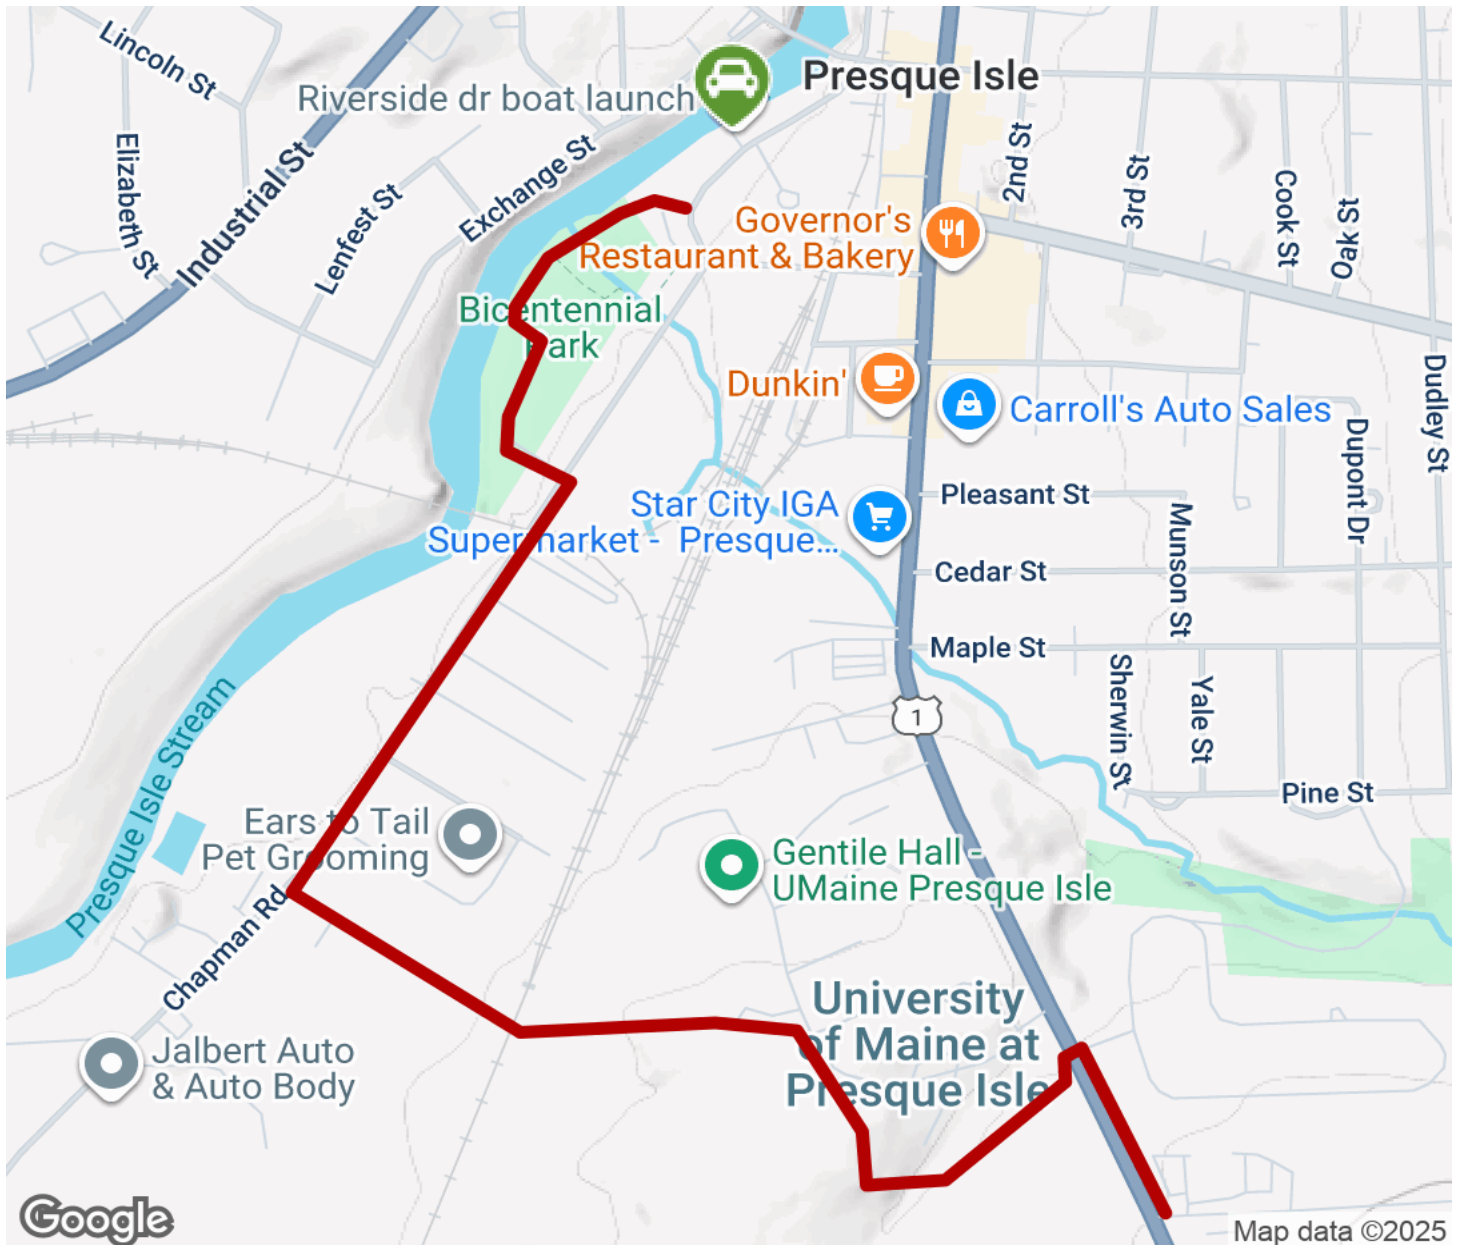 Lincoln St
Presque Isle
Riverside dr boat launch
Elizabeth St
Industrial St
Exchange St
Lenfest St
2nd St
3rd St
Cook St
Oak St
Governor's
Restaurant & Bakery
Bicentennial
Park
Dunkin'
Carroll's Auto Sales
Dudley St
Dupont Dr
Star City IGA
Supermarket - Presque...
Pleasant St
Munson St
Cedar St
Maple St
Sherwin St
Yale St
1
Pine St
Presque Isle Stream
Ears to Tail
Pet Grooming
Gentile Hall -
UMaine Presque Isle
Chapman Rd
University
of Maine at
Presque Isle
Jalbert Auto
& Auto Body
Google
Map data ©2025